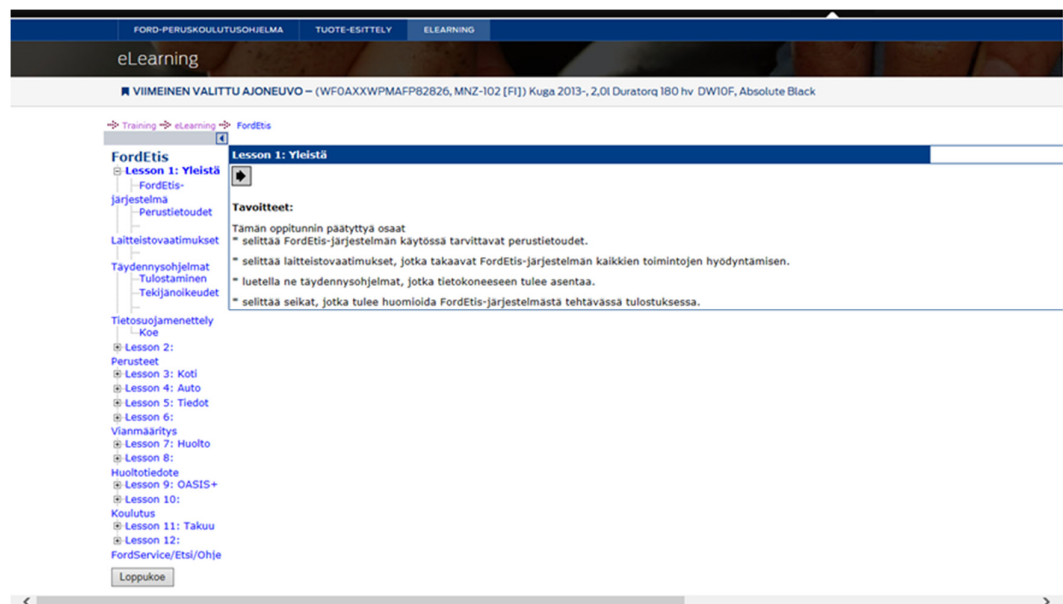 FORD-PERUSKOULUTUSOHJELMA TUOTE-ESITTELY ELEARNING
eLearning
VIIMEINEN VALITTU AJONEUVO – (WF0AXXWPMAFP82826, MNZ-102 [FI]) Kuga 2013-, 2,0l Duratorq 180 hv DW10F, Absolute Black
Training eLearning FordEtis
FordEtis
Lesson 1: Yleistä
FordEtis-
järjestelmä
Perustietoudet
Laitteistovaatimukset
Täydennysohjelmat
Tulostaminen
Tekijänoikeudet
Tietosuojamenettely
Koe
Lesson 2:
Perusteet
Lesson 3: Koti
Lesson 4: Auto
Lesson 5: Tiedot
Lesson 6:
Vianmääritys
Lesson 7: Huolto
Lesson 8:
Huoltotiedote
Lesson 9: OASIS+
Lesson 10:
Koulutus
Lesson 11: Takuu
Lesson 12:
FordService/Etsi/Ohje
Loppukoe
Lesson 1: Yleistä
Tavoitteet:
Tämän oppitunnin päätyttyä osaat
* selittää FordEtis-järjestelmän käytössä tarvittavat perustietoudet.
* selittää laitteistovaatimukset, jotka takaavat FordEtis-järjestelmän kaikkien toimintojen hyödyntämisen.
* luetella ne täydennysohjelmat, jotka tietokoneeseen tulee asentaa.
* selittää seikat, jotka tulee huomioida FordEtis-järjestelmästä tehtävässä tulostuksessa.